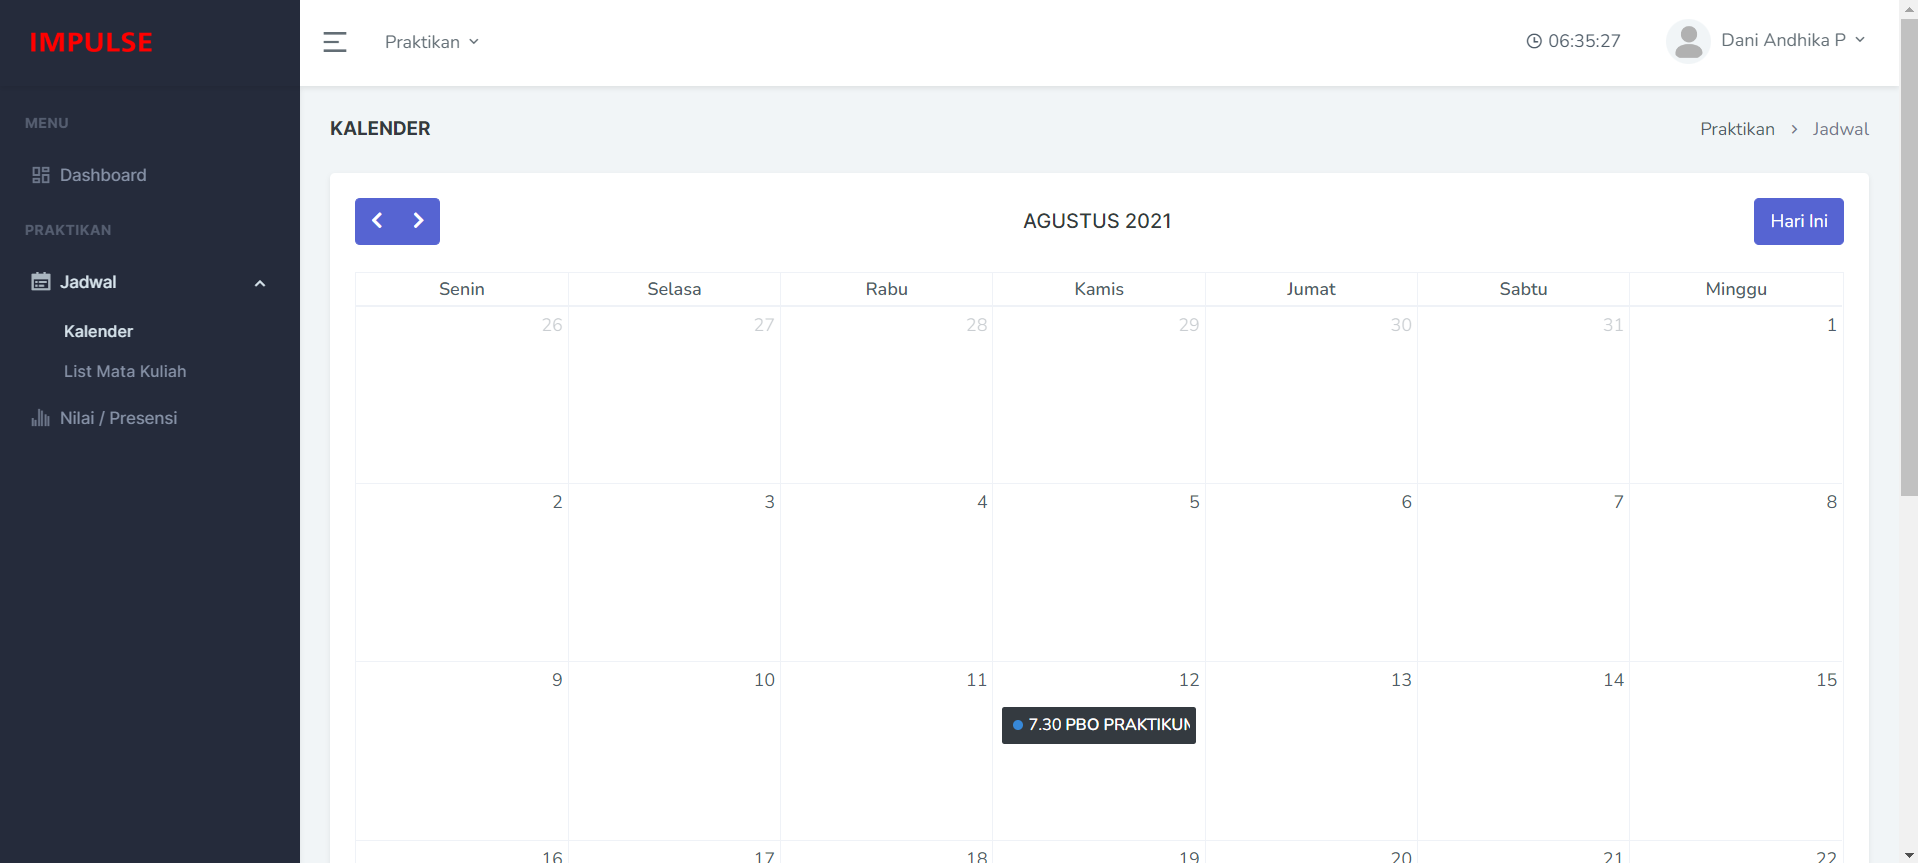 IMPULSE
Praktikan
06:35:27
Dani Andhika P
MENU
Dashboard
PRAKTIKAN
Jadwal
Kalender
List Mata Kuliah
Nilai / Presensi
KALENDER
Praktikan > Jadwal
AGUSTUS 2021
Hari Ini
Senin Selasa Rabu Kamis Jumat Sabtu Minggu
26 27 28 29 30 31 1
2 3 4 5 6 7 8
9 10 11 12 13 14 15
7.30 PBO PRAKTIKUM
16 17 18 19 20 21 22